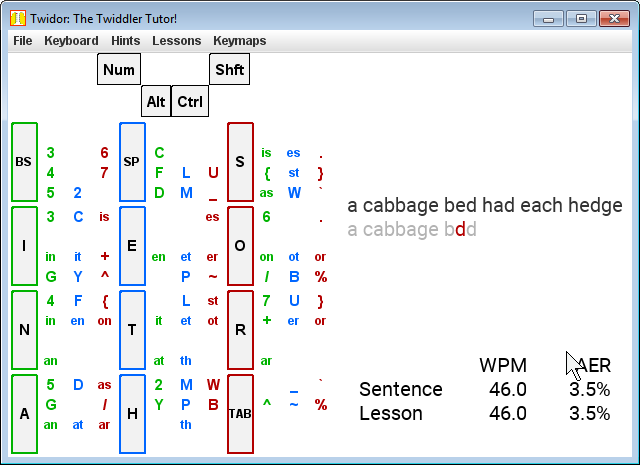 Twidor: The Twiddler Tutor!
File Keyboard Hints Lessons Keymaps
Num Shft
Alt Ctrl
BS 3 6 SP C S is es .
4 7 F L U { st }
5 2 D M _ as W `
I 3 C is E es O 6 .
in it + en et er on ot or
G Y ^ P ~ / B %
N 4 F { T L st R 7 U }
in en on it et ot + er or
an at th ar
A 5 D as H 2 M W TAB _ `
G / Y P B ^ ~ %
an at ar th
a cabbage bed had each hedge
a cabbage bdd
WPM AER
Sentence 46.0 3.5%
Lesson 46.0 3.5%